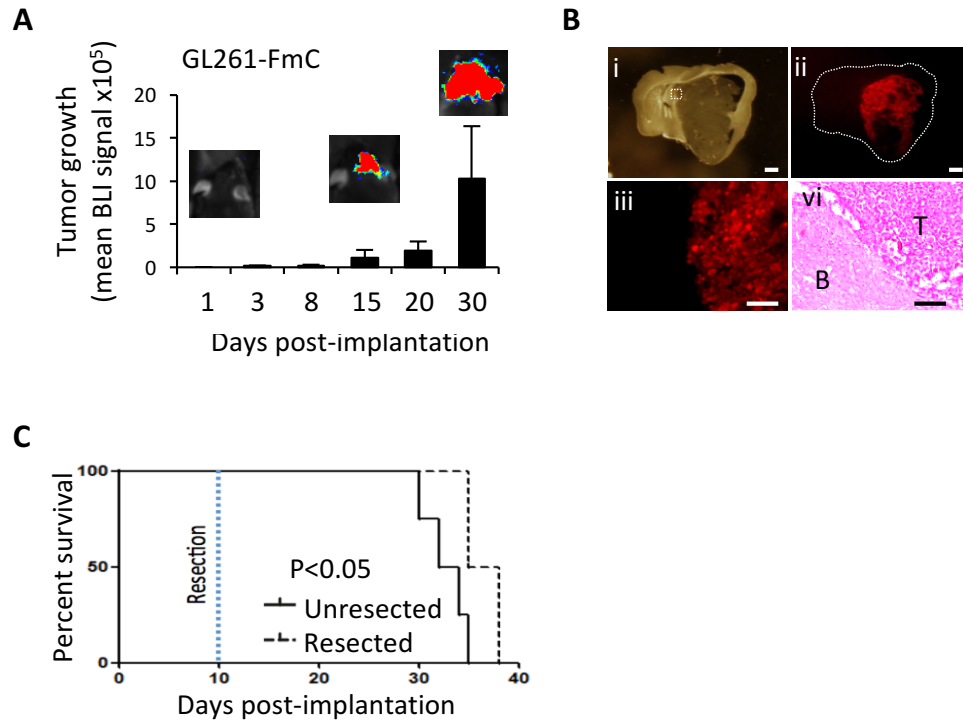 A
GL261-FmC
Tumor growth
(mean BLI signal x10⁵)
20
15
10
5
0
1 3 8 15 20 30
Days post-implantation
B
i
ii
iii
vi
T
B
C
Percent survival
100
50
0
Resection
P<0.05
Unresected
Resected
0 10 20 30 40
Days post-implantation